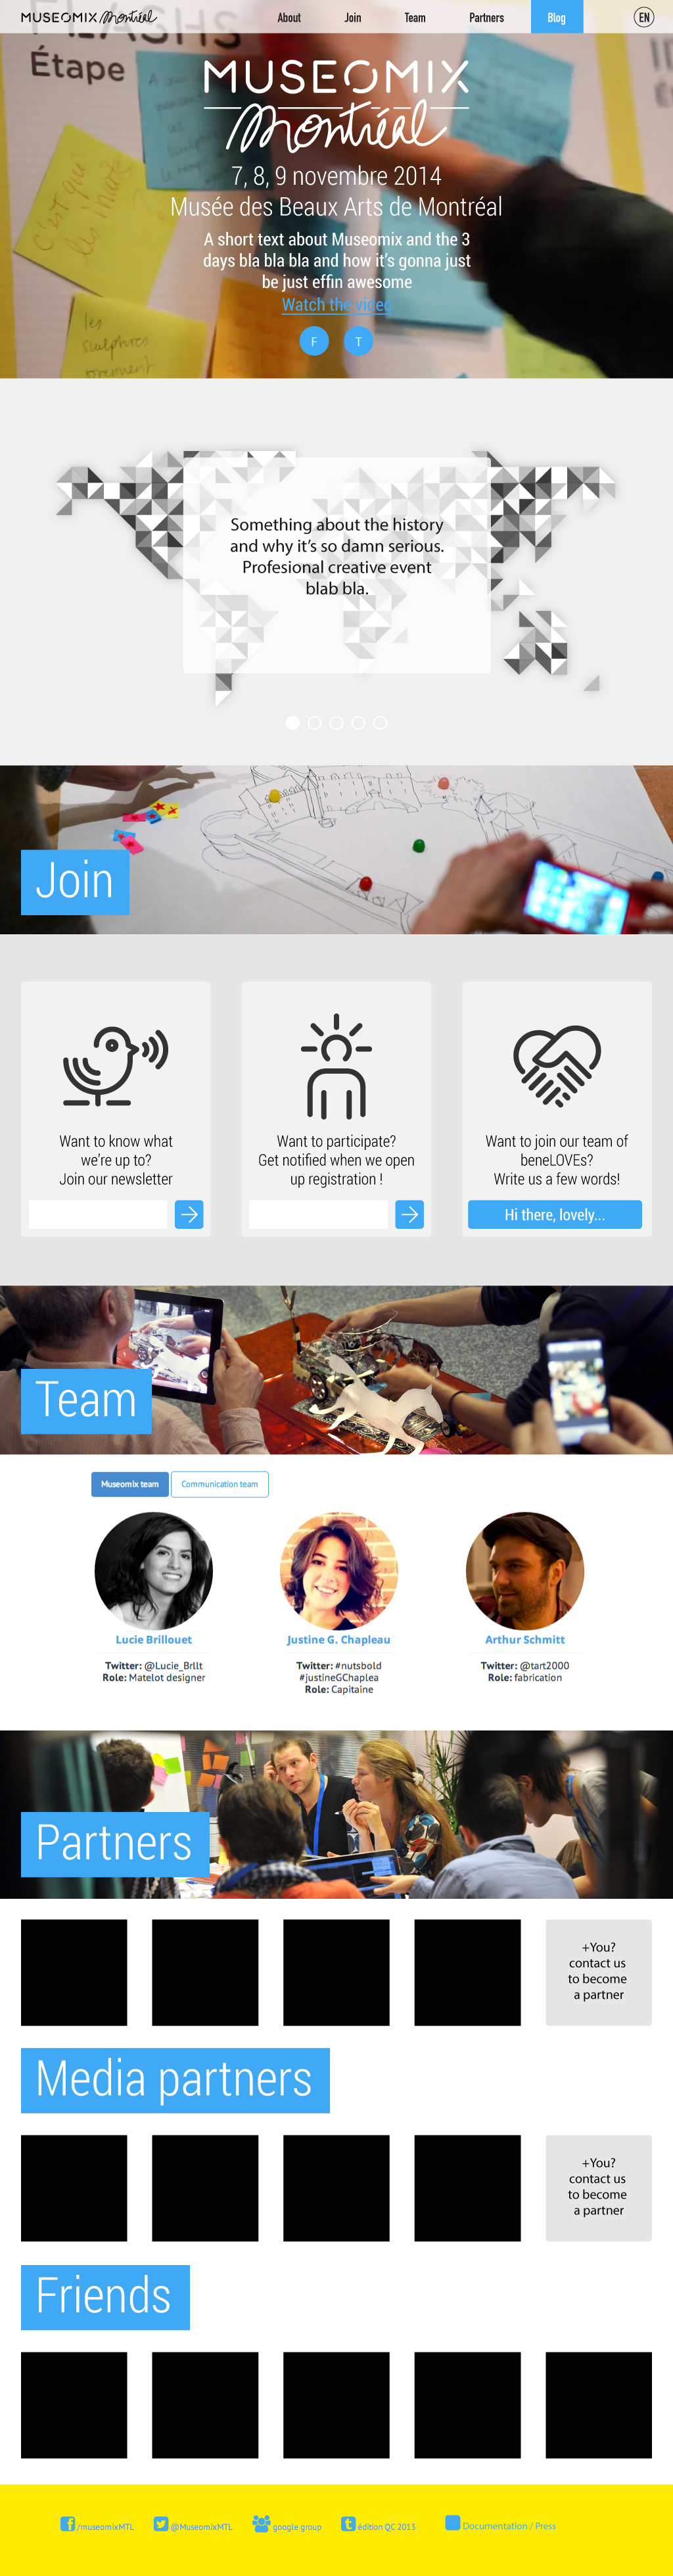 MUSEOMIX Montréal
About
Join
Team
Partners
Blog
EN
Étape
MUSEOMIX
Montréal
7, 8, 9 novembre 2014
Musée des Beaux Arts de Montréal
A short text about Museomix and the 3
days bla bla bla and how it's gonna just
be just effin awesome
Watch the video
F
T
c'est qui
les
les
sculptures
Something about the history
and why it's so damn serious.
Profesional creative event
blab bla.
Join
Want to know what
we're up to?
Join our newsletter
Want to participate?
Get notified when we open
up registration !
Want to join our team of
beneLOVEs?
Write us a few words!
Hi there, lovely...
Team
Museomix team
Communication team
Lucie Brillouet
Twitter: @Lucie_Brllt
Role: Matelot designer
Justine G. Chapleau
Twitter: #nutsbold
#justineGChaplea
Role: Capitaine
Arthur Schmitt
Twitter: @tart2000
Role: fabrication
Partners
+You?
contact us
to become
a partner
Media partners
+You?
contact us
to become
a partner
Friends
/museomixMTL
@MuseomixMTL
google group
édition QC 2013
Documentation / Press